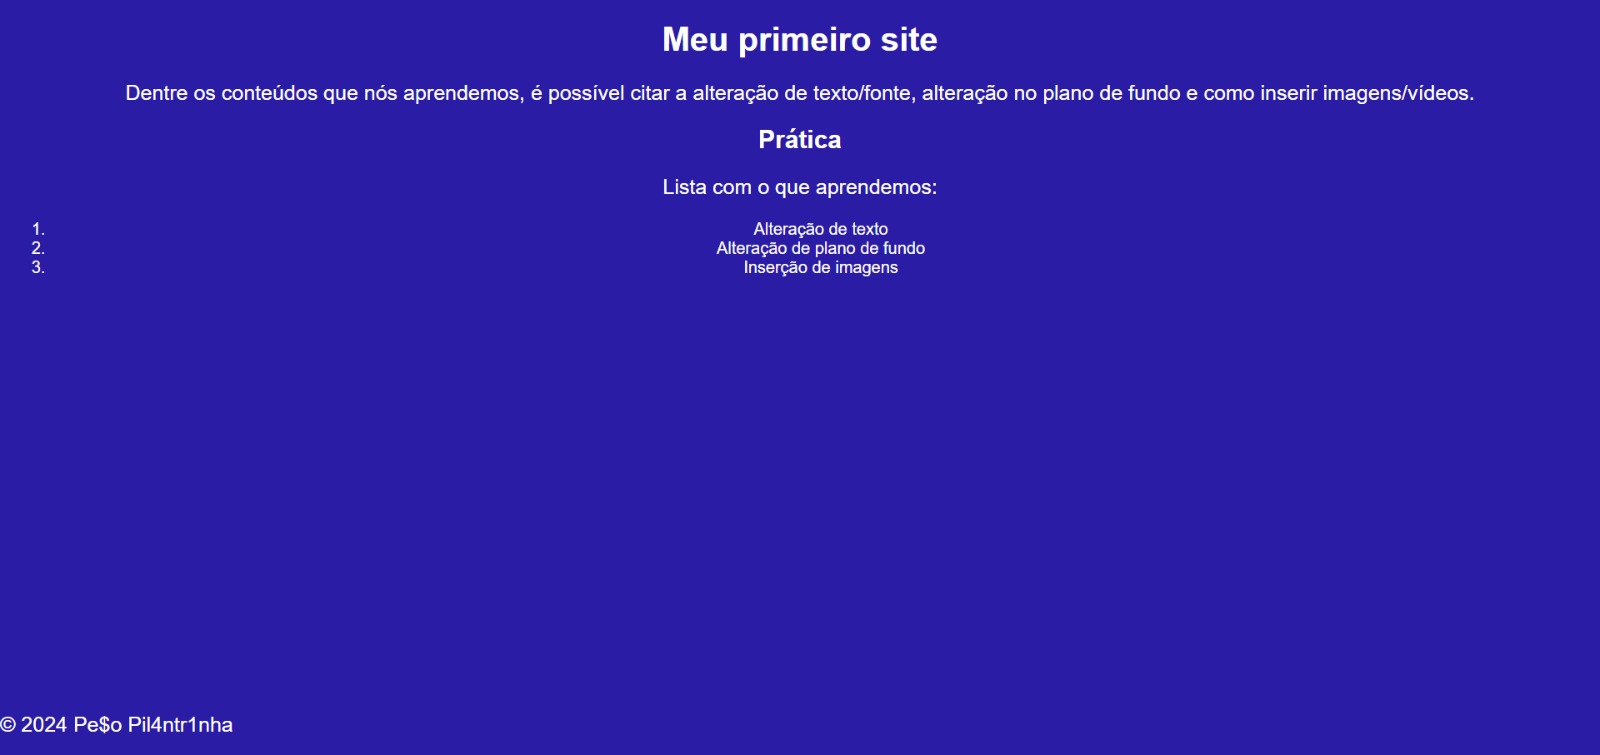 Meu primeiro site
Dentre os conteúdos que nós aprendemos, é possível citar a alteração de texto/fonte, alteração no plano de fundo e como inserir imagens/vídeos.
Prática
Lista com o que aprendemos:
1. Alteração de texto
2. Alteração de plano de fundo
3. Inserção de imagens
© 2024 Pe$o Pil4ntr1nha